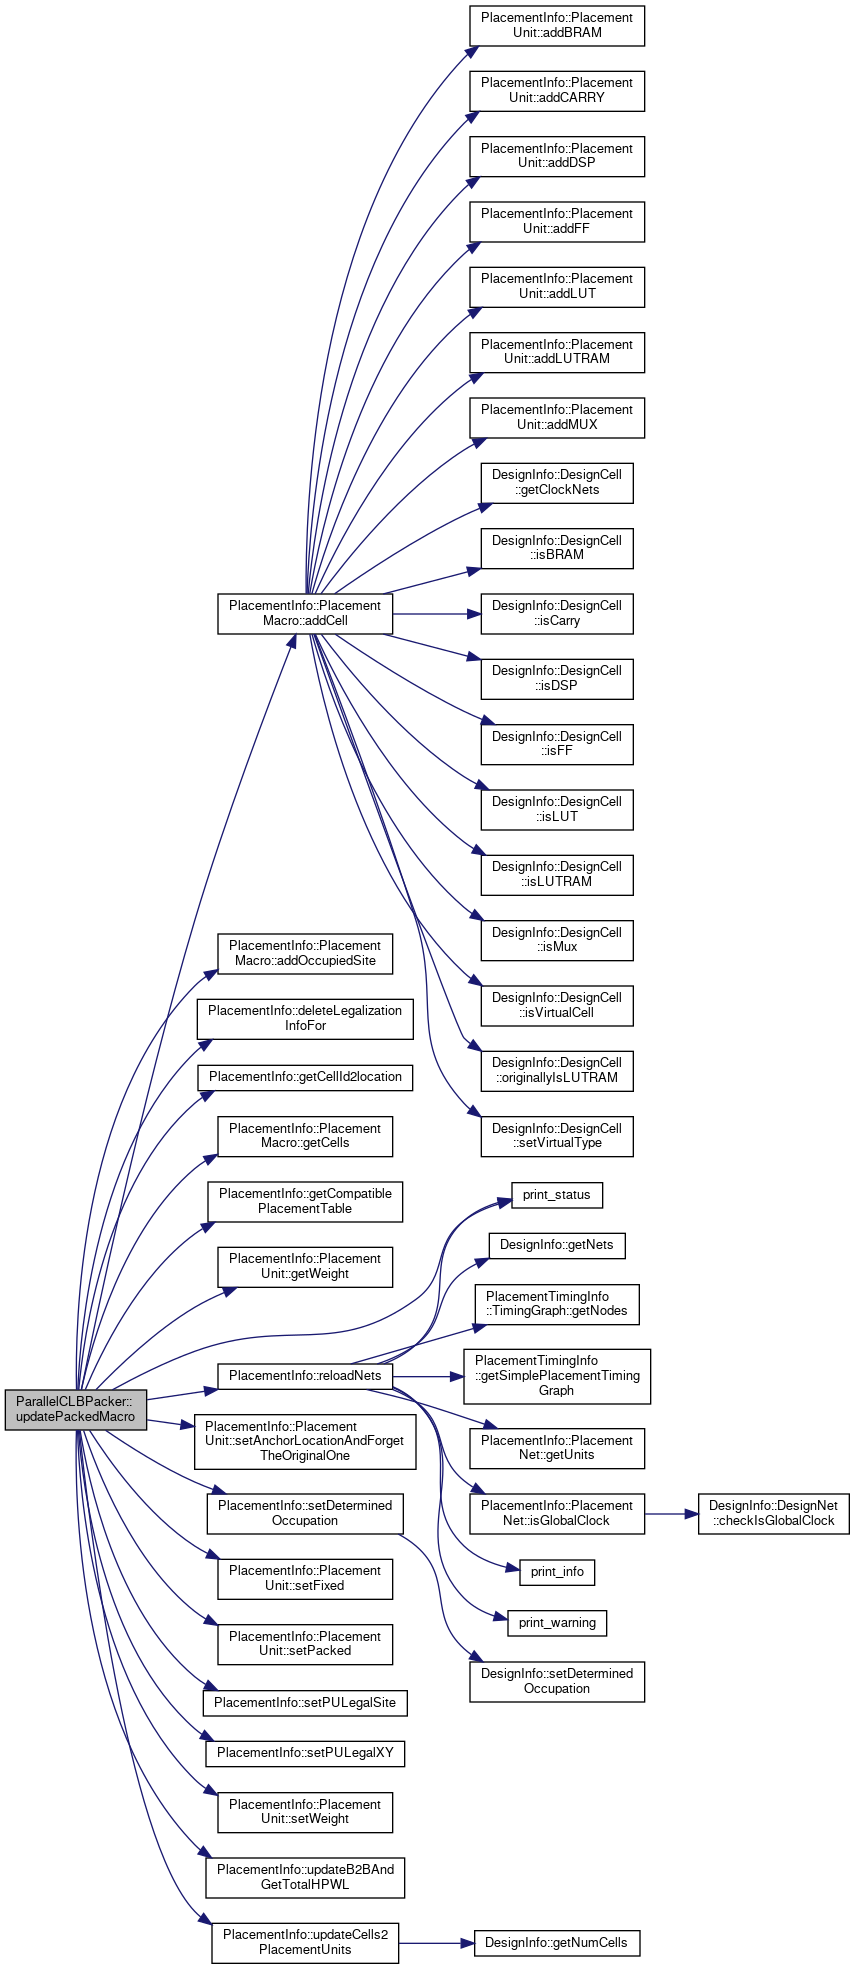 PlacementInfo::Placement
Unit::addBRAM
PlacementInfo::Placement
Unit::addCARRY
PlacementInfo::Placement
Unit::addDSP
PlacementInfo::Placement
Unit::addFF
PlacementInfo::Placement
Unit::addLUT
PlacementInfo::Placement
Unit::addLUTRAM
PlacementInfo::Placement
Unit::addMUX
DesignInfo::DesignCell
::getClockNets
DesignInfo::DesignCell
::isBRAM
PlacementInfo::Placement
Macro::addCell
DesignInfo::DesignCell
::isCarry
DesignInfo::DesignCell
::isDSP
DesignInfo::DesignCell
::isFF
DesignInfo::DesignCell
::isLUT
DesignInfo::DesignCell
::isLUTRAM
DesignInfo::DesignCell
::isMux
PlacementInfo::Placement
Macro::addOccupiedSite
DesignInfo::DesignCell
::isVirtualCell
PlacementInfo::deleteLegalization
InfoFor
DesignInfo::DesignCell
::originallyIsLUTRAM
PlacementInfo::getCellId2location
DesignInfo::DesignCell
::setVirtualType
PlacementInfo::Placement
Macro::getCells
PlacementInfo::getCompatible
PlacementTable
print_status
PlacementInfo::Placement
Unit::getWeight
DesignInfo::getNets
PlacementTimingInfo
::TimingGraph::getNodes
PlacementInfo::reloadNets
PlacementTimingInfo
::getSimplePlacementTiming
Graph
ParallelCLBPacker::
updatePackedMacro
PlacementInfo::Placement
Unit::setAnchorLocationAndForget
TheOriginalOne
PlacementInfo::Placement
Net::getUnits
PlacementInfo::setDetermined
Occupation
PlacementInfo::Placement
Net::isGlobalClock
DesignInfo::DesignNet
::checkIsGlobalClock
PlacementInfo::Placement
Unit::setFixed
print_info
PlacementInfo::Placement
Unit::setPacked
print_warning
DesignInfo::setDetermined
Occupation
PlacementInfo::setPULegalSite
PlacementInfo::setPULegalXY
PlacementInfo::Placement
Unit::setWeight
PlacementInfo::updateB2BAnd
GetTotalHPWL
PlacementInfo::updateCells2
PlacementUnits
DesignInfo::getNumCells